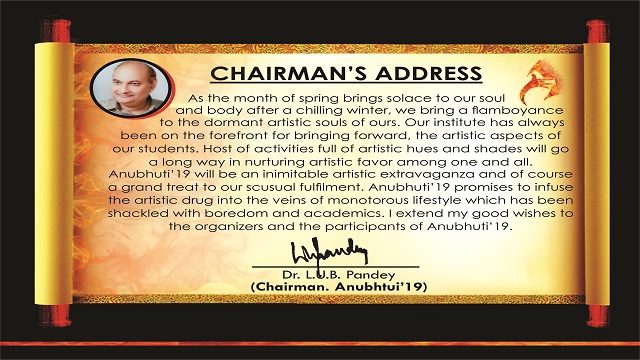 CHAIRMAN'S ADDRESS
As the month of spring brings solace to our soul
and body after a chilling winter, we bring a flamboyance
to the dormant artistic souls of ours. Our institute has always
been on the forefront for bringing forward, the artistic aspects of
our students. Host of activities full of artistic hues and shades will go
a long way in nurturing artistic favor among one and all.
Anubhuti'19 will be an inimitable artistic extravaganza and of course
a grand treat to our scusual fulfilment. Anubhuti'19 promises to infuse
the artistic drug into the veins of monotorous lifestyle which has been
shackled with boredom and academics. I extend my good wishes to
the organizers and the participants of Anubhuti'19.
Dr. L.U.B. Pandey
(Chairman. Anubhtui'19)